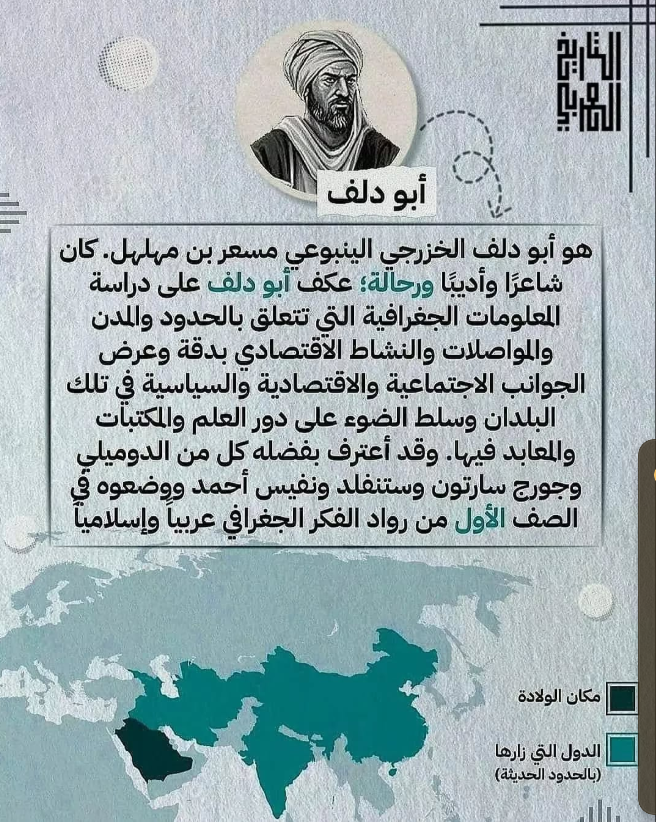 التاريخ
العربي
أبو دلف
هو أبو دلف الخزرجي الينبوعي مسعر بن مهلهل. كان
شاعرًا وأديبًا ورحالة؛ عكف أبو دلف على دراسة
المعلومات الجغرافية التي تتعلق بالحدود والمدن
والمواصلات والنشاط الاقتصادي بدقة وعرض
الجوانب الاجتماعية والاقتصادية والسياسية في تلك
البلدان وسلط الضوء على دور العلم والمكتبات
والمعابد فيها. وقد أعترف بفضله كل من الدوميلي
وجورج سارتون وستنفلد ونفيس أحمد ووضعوه في
الصف الأول من رواد الفكر الجغرافي عربياً وإسلامياً
مكان الولادة
الدول التي زارها
(بالحدود الحديثة)